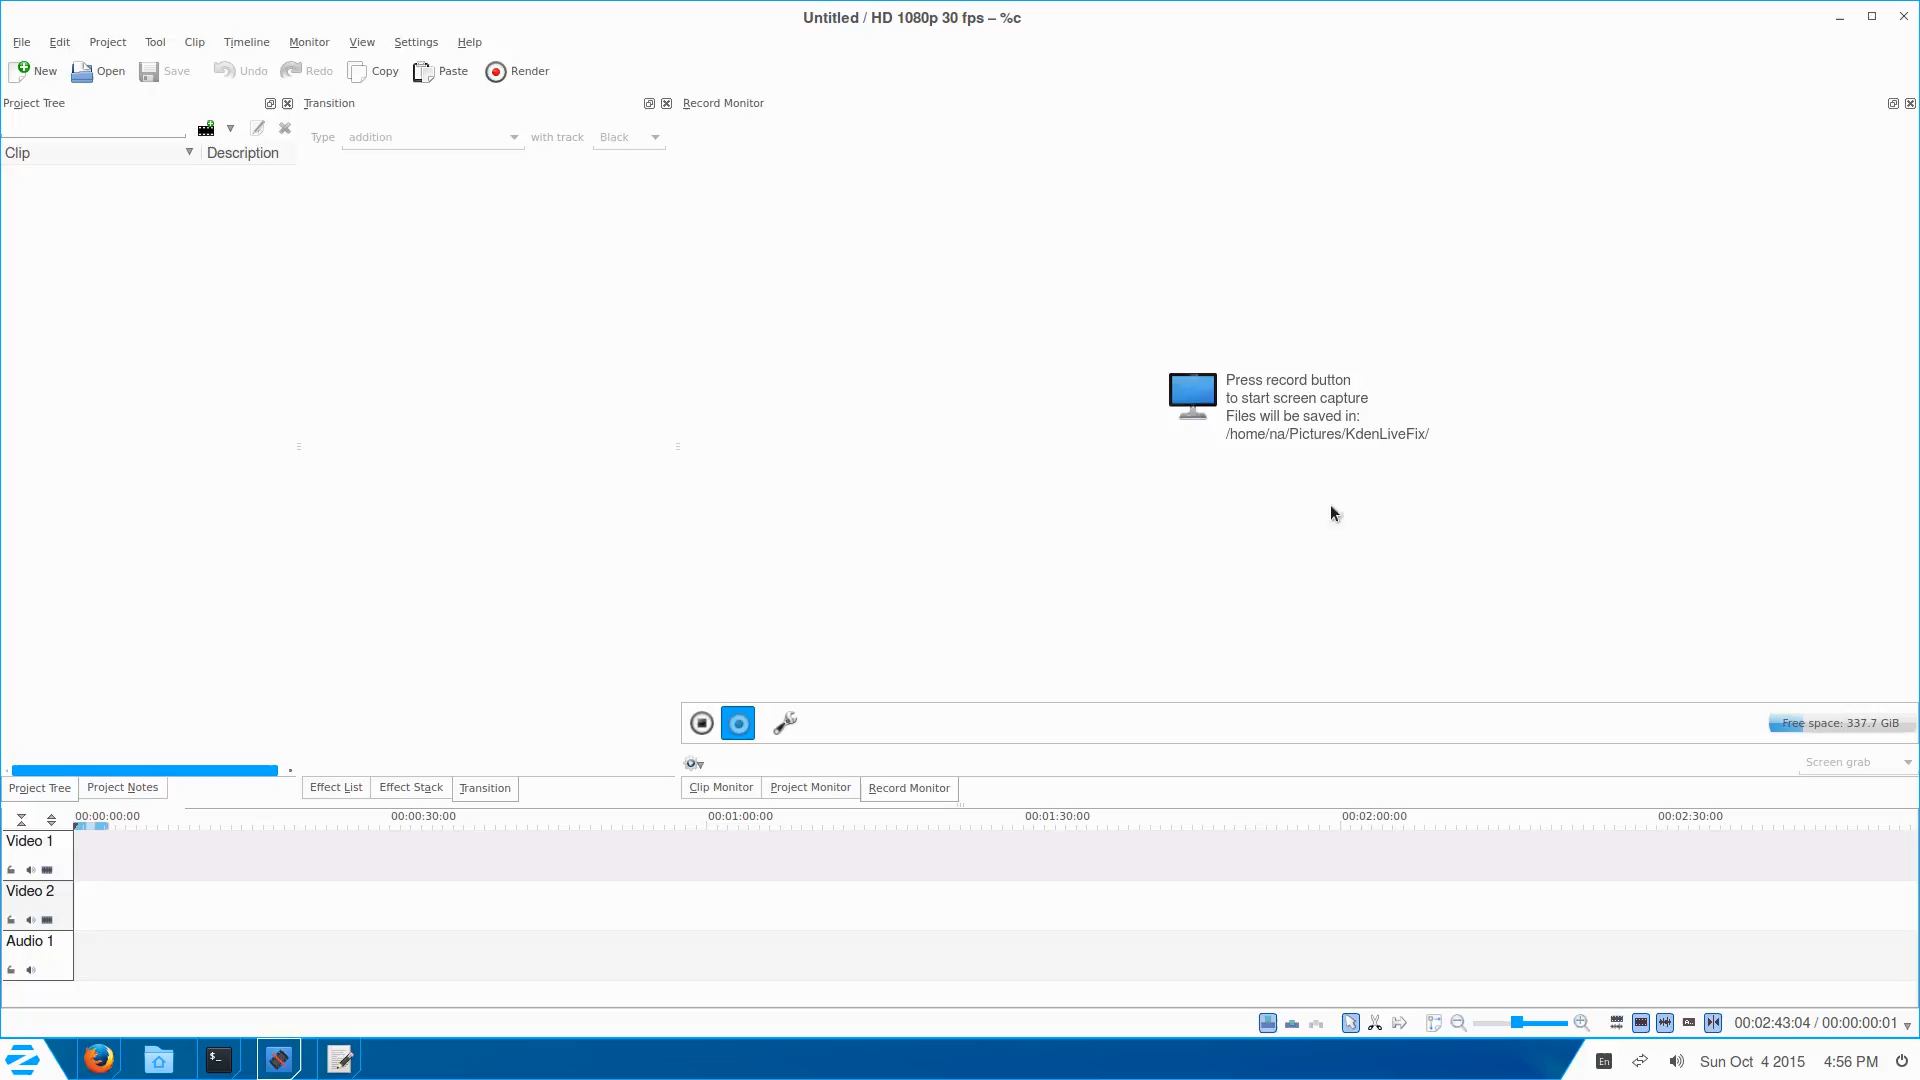 Untitled / HD 1080p 30 fps – %c
File Edit Project Tool Clip Timeline Monitor View Settings Help
New Open Save Undo Redo Copy Paste Render
Project Tree
Transition
Record Monitor
Type addition with track Black
Clip Description
Press record button
to start screen capture
Files will be saved in:
/home/na/Pictures/KdenLiveFix/
Free space: 337.7 GiB
Screen grab
Project Tree Project Notes
Effect List Effect Stack Transition
Clip Monitor Project Monitor Record Monitor
00:00:00:00 00:00:30:00 00:01:00:00 00:01:30:00 00:02:00:00 00:02:30:00
Video 1
Video 2
Audio 1
00:02:43:04 / 00:00:00:01
En Sun Oct 4 2015 4:56 PM